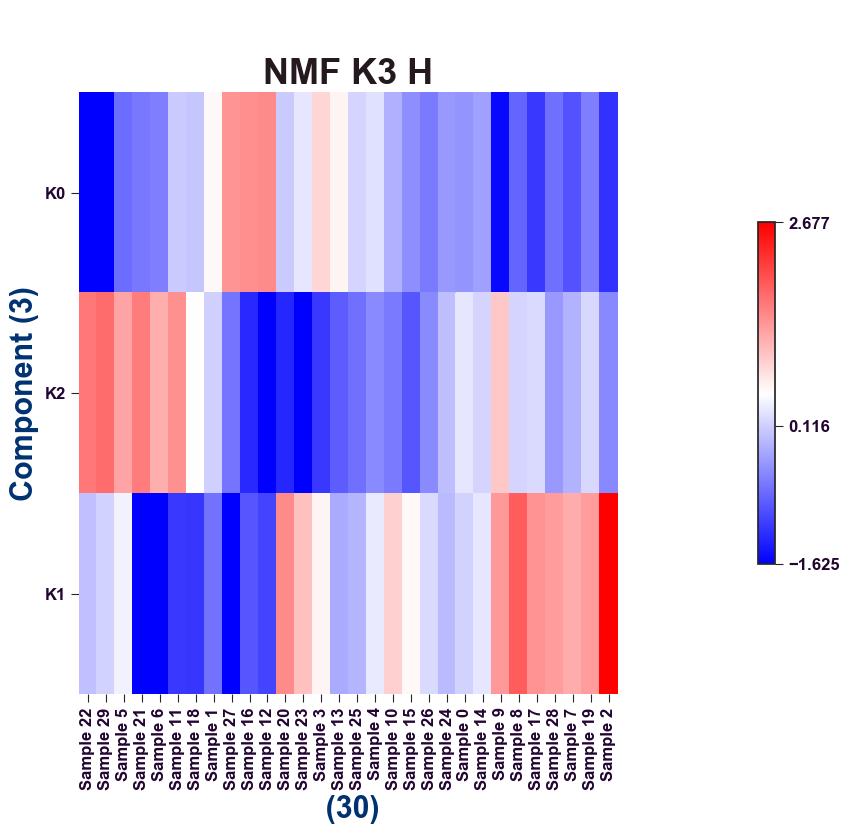 NMF K3 H
Component (3)
K0
K2
K1
2.677
0.116
−1.625
Sample 22
Sample 29
Sample 5
Sample 21
Sample 6
Sample 11
Sample 18
Sample 1
Sample 27
Sample 16
Sample 12
Sample 20
Sample 23
Sample 3
Sample 13
Sample 25
Sample 4
Sample 10
Sample 15
Sample 26
Sample 24
Sample 0
Sample 14
Sample 9
Sample 8
Sample 17
Sample 28
Sample 7
Sample 19
Sample 2
(30)